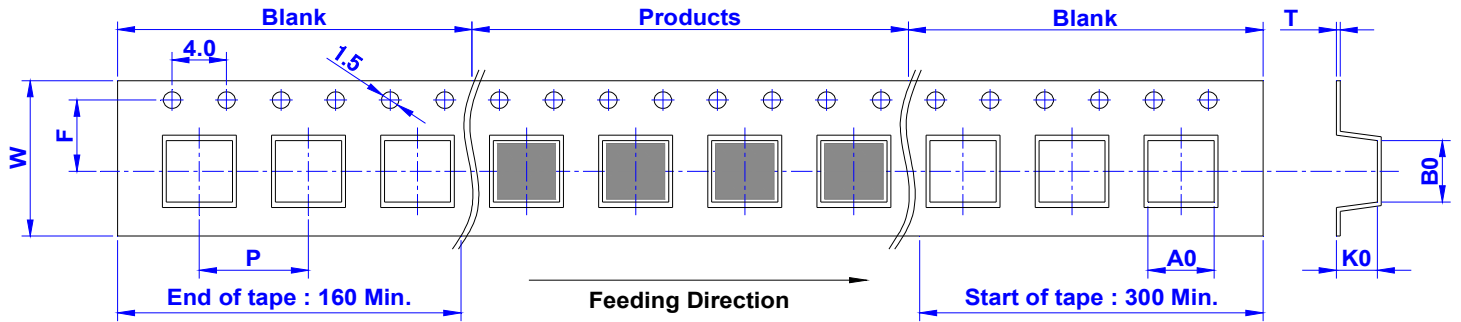 Blank
Products
Blank
T
4.0
1.5
F
W
B0
P
A0
K0
End of tape : 160 Min.
Feeding Direction
Start of tape : 300 Min.